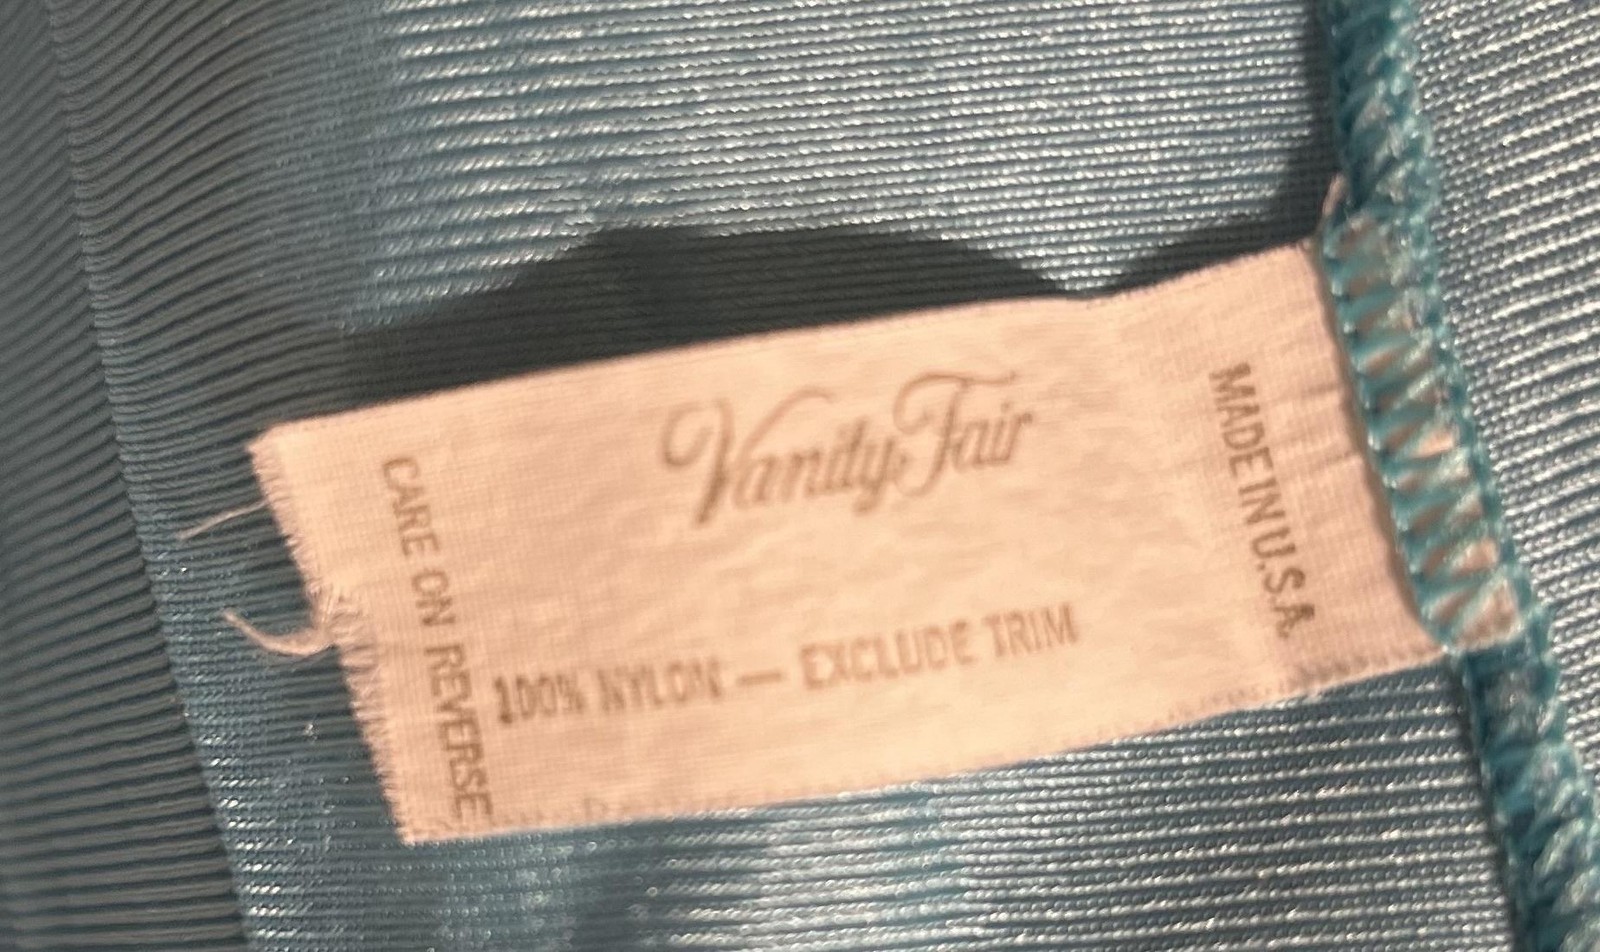 Vanity Fair
100% NYLON — EXCLUDE TRIM
CARE ON REVERSE
MADE IN U.S.A.